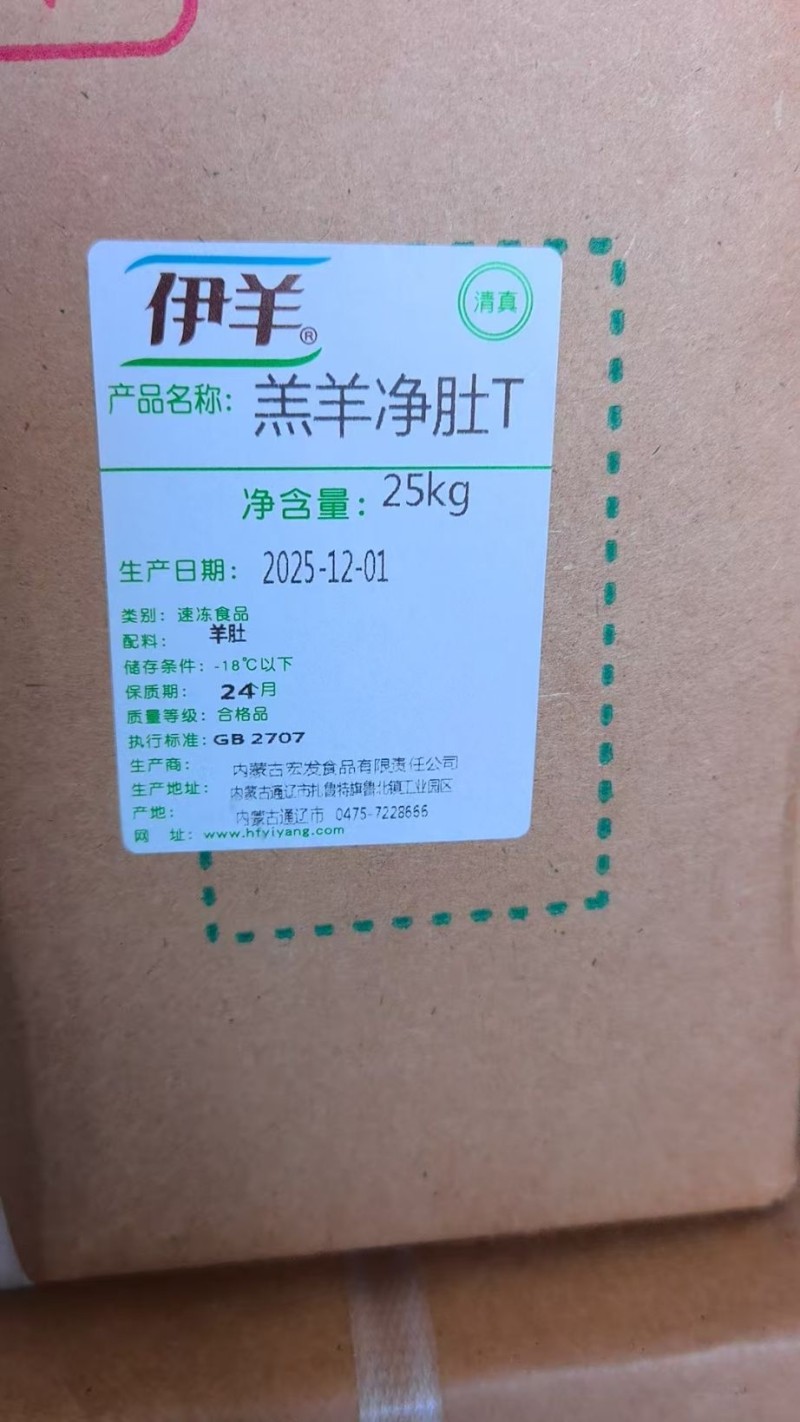 伊羊®
清真
产品名称: 羔羊净肚T
净含量: 25kg
生产日期: 2025-12-01
类别: 速冻食品
配料: 羊肚
储存条件: -18℃以下
保质期: 24个月
质量等级: 合格品
执行标准: GB 2707
生产商: 内蒙古宏发食品有限责任公司
生产地址: 内蒙古通辽市扎鲁特旗鲁北镇工业园区
产地: 内蒙古通辽市 0475-7228666
网 址: www.hfyiyang.com